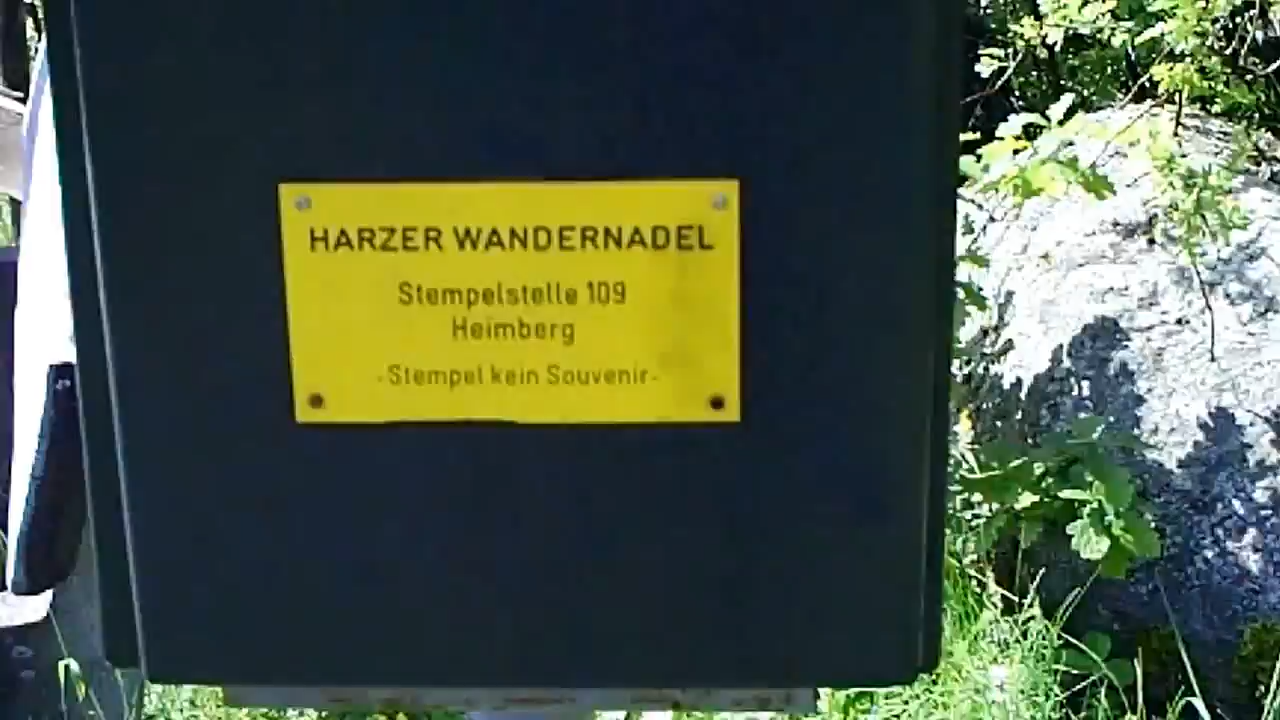 HARZER WANDERNADEL
Stempelstelle 109
Heimberg
- Stempel kein Souvenir -